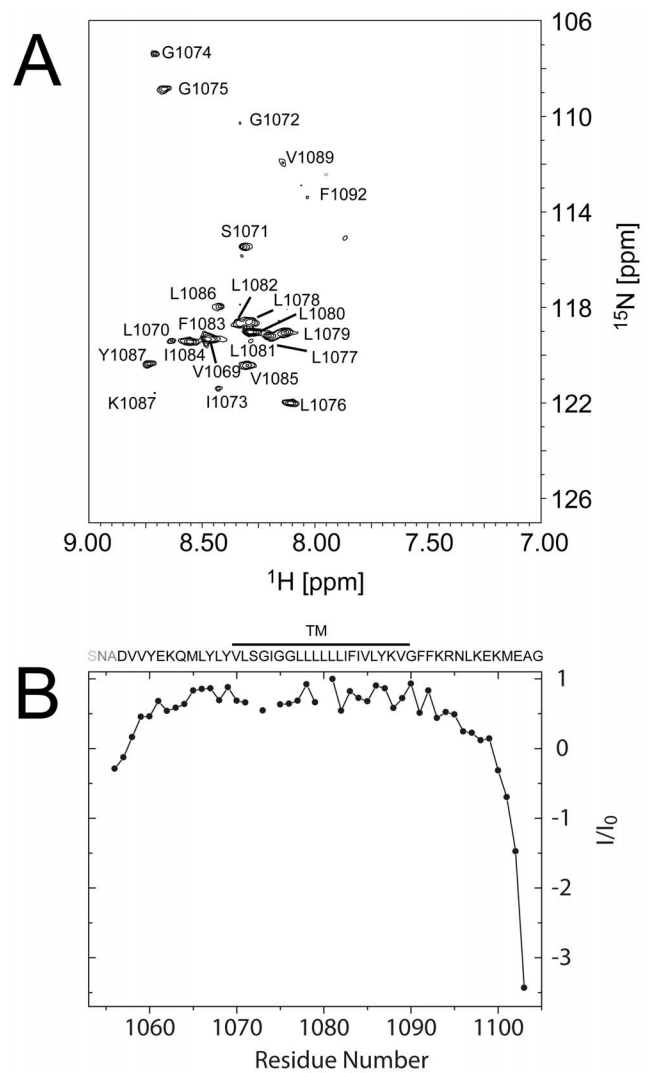 A
106
G1074
G1075
110
G1072
V1089
F1092
114
S1071
L1082
L1086
L1078
118
L1080
F1083
L1070
L1079
I1084
L1081
L1077
Y1087
V1069
V1085
K1087
I1073
L1076
122
126
15N [ppm]
9.00 8.50 8.00 7.50 7.00
1H [ppm]
TM
SNADVVYEKQMLYLYVLSGIGGLLLLLLIFIVLYKVGFFKRNLKEKMEAG
B
1
0
-1
-2
-3
I/I0
1060 1070 1080 1090 1100
Residue Number